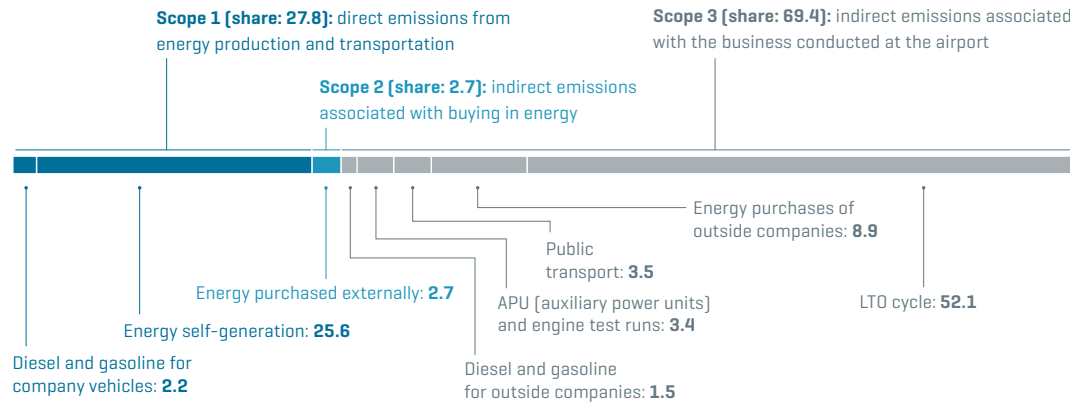 Scope 1 (share: 27.8): direct emissions from
energy production and transportation
Scope 2 (share: 2.7): indirect emissions
associated with buying in energy
Scope 3 (share: 69.4): indirect emissions associated
with the business conducted at the airport
Energy purchases of
outside companies: 8.9
Public
transport: 3.5
Energy purchased externally: 2.7
APU (auxiliary power units)
and engine test runs: 3.4
LTO cycle: 52.1
Energy self-generation: 25.6
Diesel and gasoline for
company vehicles: 2.2
Diesel and gasoline
for outside companies: 1.5